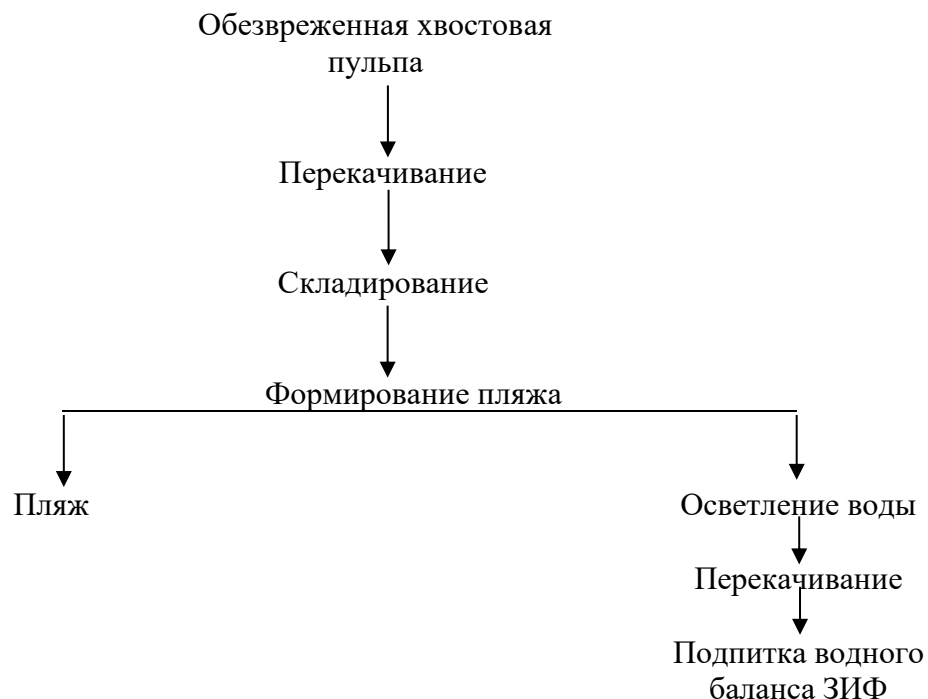 Обезвреженная хвостовая
пульпа
Перекачивание
Складирование
Формирование пляжа
Пляж
Осветление воды
Перекачивание
Подпитка водного
баланса ЗИФ